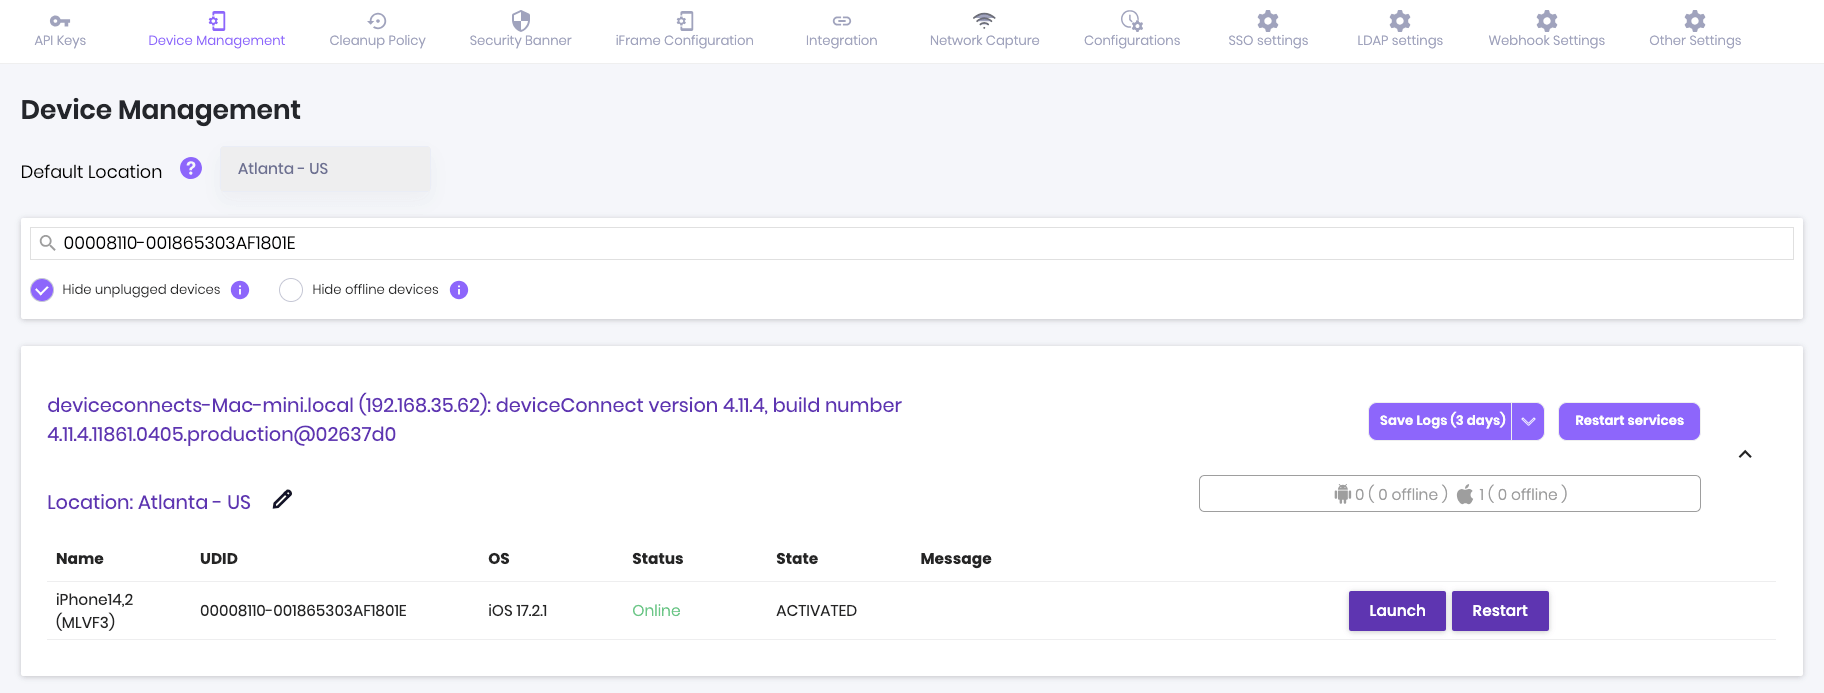 API Keys
Device Management
Cleanup Policy
Security Banner
iFrame Configuration
Integration
Network Capture
Configurations
SSO settings
LDAP settings
Webhook Settings
Other Settings
Device Management
Default Location ? Atlanta - US
00008110-001865303AF1801E
Hide unplugged devices i Hide offline devices i
deviceconnects-Mac-mini.local (192.168.35.62): deviceConnect version 4.11.4, build number
4.11.4.11861.0405.production@02637d0
Save Logs (3 days) Restart services
Location: Atlanta - US
0 ( 0 offline ) 1 ( 0 offline )
Name UDID OS Status State Message
iPhone14,2
(MLVF3)
00008110-001865303AF1801E iOS 17.2.1 Online ACTIVATED Launch Restart